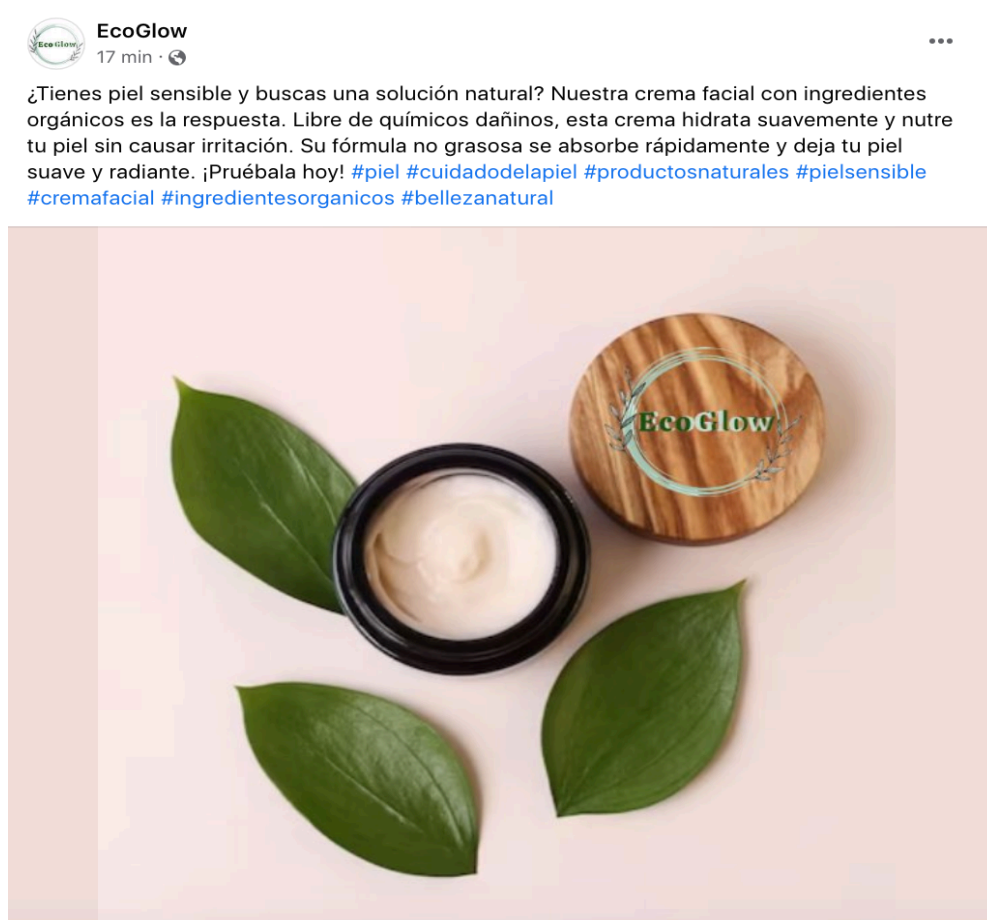 EcoGlow
EcoGlow
17 min ·
¿Tienes piel sensible y buscas una solución natural? Nuestra crema facial con ingredientes
orgánicos es la respuesta. Libre de químicos dañinos, esta crema hidrata suavemente y nutre
tu piel sin causar irritación. Su fórmula no grasosa se absorbe rápidamente y deja tu piel
suave y radiante. ¡Pruébala hoy! #piel #cuidadodelapiel #productosnaturales #pielsensible
#cremafacial #ingredientesorganicos #bellezanatural
EcoGlow